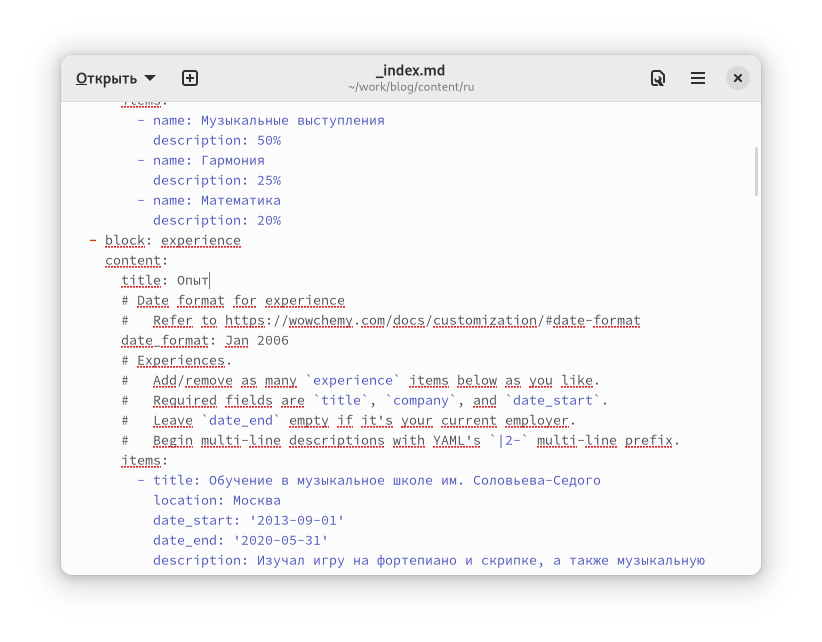 Открыть
_index.md
~/work/blog/content/ru
items:
- name: Музыкальные выступления
description: 50%
- name: Гармония
description: 25%
- name: Математика
description: 20%
- block: experience
content:
title: Опыт
# Date format for experience
#   Refer to https://wowchemy.com/docs/customization/#date-format
date_format: Jan 2006
# Experiences.
#   Add/remove as many `experience` items below as you like.
#   Required fields are `title`, `company`, and `date_start`.
#   Leave `date_end` empty if it's your current employer.
#   Begin multi-line descriptions with YAML's `|2-` multi-line prefix.
items:
- title: Обучение в музыкальное школе им. Соловьева-Седого
location: Москва
date_start: '2013-09-01'
date_end: '2020-05-31'
description: Изучал игру на фортепиано и скрипке, а также музыкальную